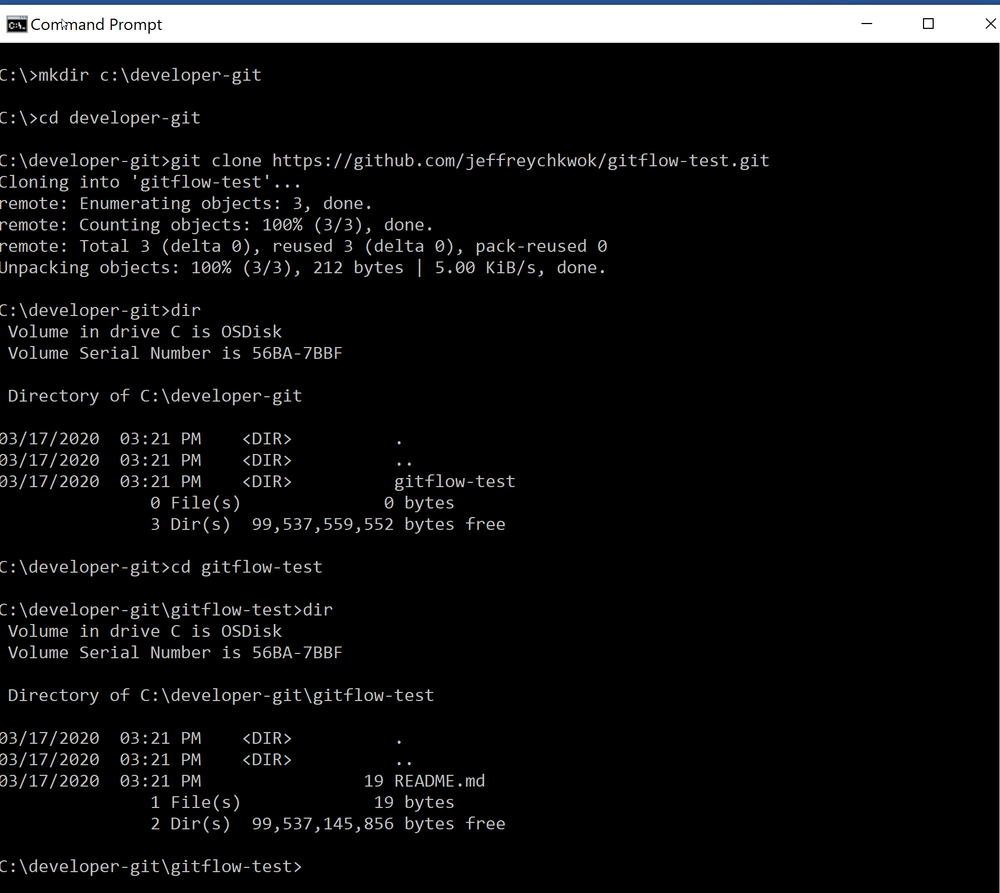 Command Prompt
C:\>mkdir c:\developer-git
C:\>cd developer-git
C:\developer-git>git clone https://github.com/jeffreychkwok/gitflow-test.git
Cloning into 'gitflow-test'...
remote: Enumerating objects: 3, done.
remote: Counting objects: 100% (3/3), done.
remote: Total 3 (delta 0), reused 3 (delta 0), pack-reused 0
Unpacking objects: 100% (3/3), 212 bytes | 5.00 KiB/s, done.
C:\developer-git>dir
 Volume in drive C is OSDisk
 Volume Serial Number is 56BA-7BBF
 Directory of C:\developer-git
03/17/2020  03:21 PM    <DIR>          .
03/17/2020  03:21 PM    <DIR>          ..
03/17/2020  03:21 PM    <DIR>          gitflow-test
               0 File(s)              0 bytes
               3 Dir(s)  99,537,559,552 bytes free
C:\developer-git>cd gitflow-test
C:\developer-git\gitflow-test>dir
 Volume in drive C is OSDisk
 Volume Serial Number is 56BA-7BBF
 Directory of C:\developer-git\gitflow-test
03/17/2020  03:21 PM    <DIR>          .
03/17/2020  03:21 PM    <DIR>          ..
03/17/2020  03:21 PM                19 README.md
               1 File(s)             19 bytes
               2 Dir(s)  99,537,145,856 bytes free
C:\developer-git\gitflow-test>